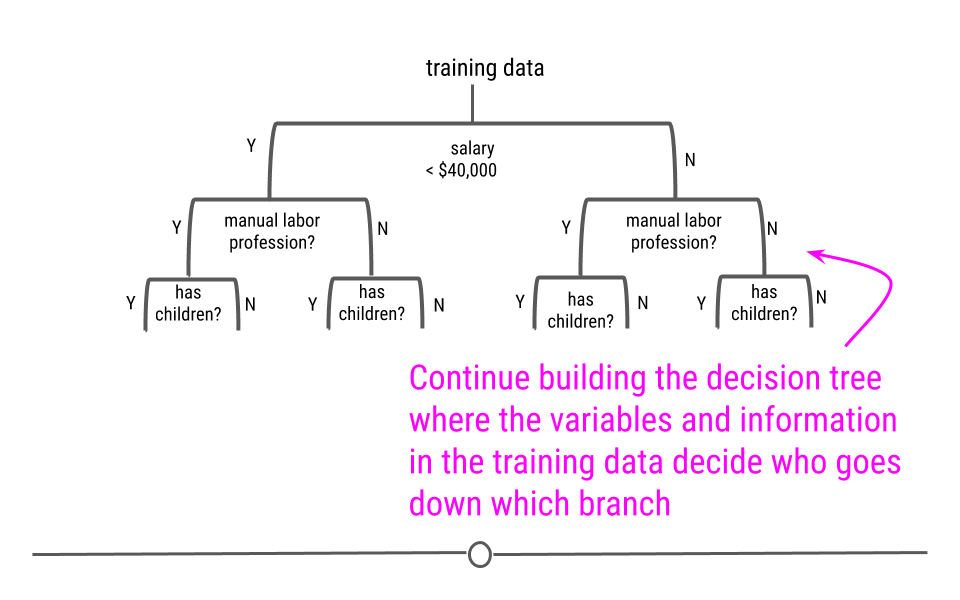 training data
Y
salary
< $40,000
N
Y
manual labor
profession?
N
Y
manual labor
profession?
N
Y
has
children?
N
Y
has
children?
N
Y
has
children?
N
Y
has
children?
N
Continue building the decision tree
where the variables and information
in the training data decide who goes
down which branch